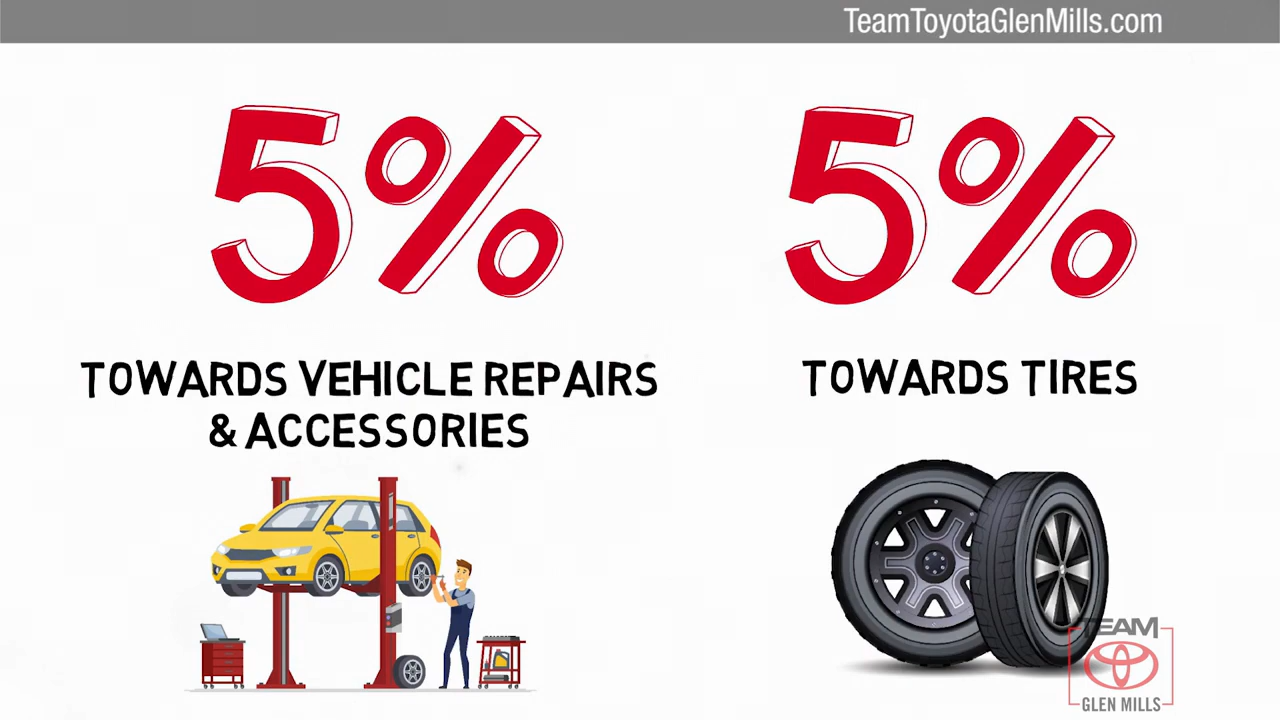 TeamToyotaGlenMills.com
5% 5%
TOWARDS VEHICLE REPAIRS
& ACCESSORIES
TOWARDS TIRES
TEAM
GLEN MILLS